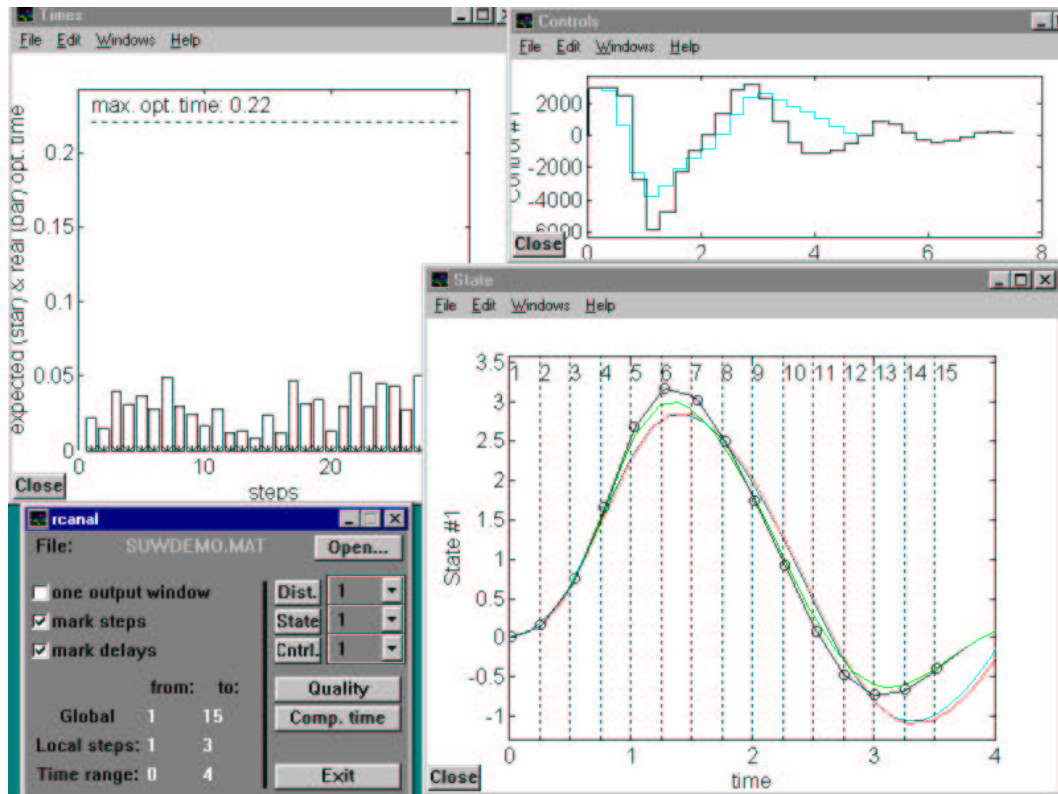 Times
File Edit Windows Help
max. opt. time: 0.22
expected (star) & real (bar) opt. time
0.2
0.15
0.1
0.05
0
0 10 20
steps
Close
Controls
File Edit Windows Help
Control #1
2000
0
-2000
-4000
-6000
0 2 4 6 8
Close
State
File Edit Windows Help
State #1
3.5
3
2.5
2
1.5
1
0.5
0
-0.5
-1
1 2 3 4 5 6 7 8 9 10 11 12 13 14 15
0 1 2 3 4
time
Close
rcanal
File: SUWDEMO.MAT Open...
one output window
mark steps
mark delays
Dist. 1
State 1
Cntrl. 1
from: to:
Global 1 15
Local steps: 1 3
Time range: 0 4
Quality
Comp. time
Exit